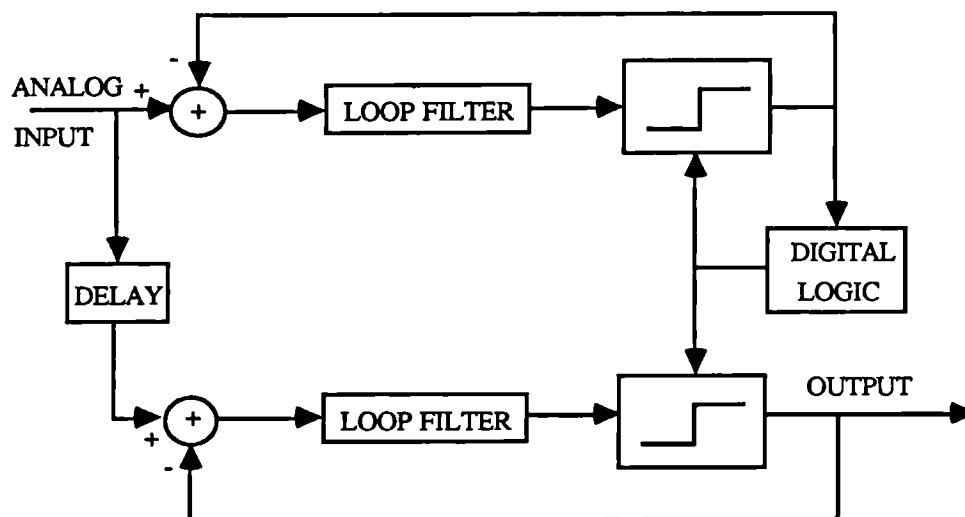 -
ANALOG
+
INPUT
+
LOOP FILTER
DIGITAL
LOGIC
DELAY
OUTPUT
+
+
-
LOOP FILTER